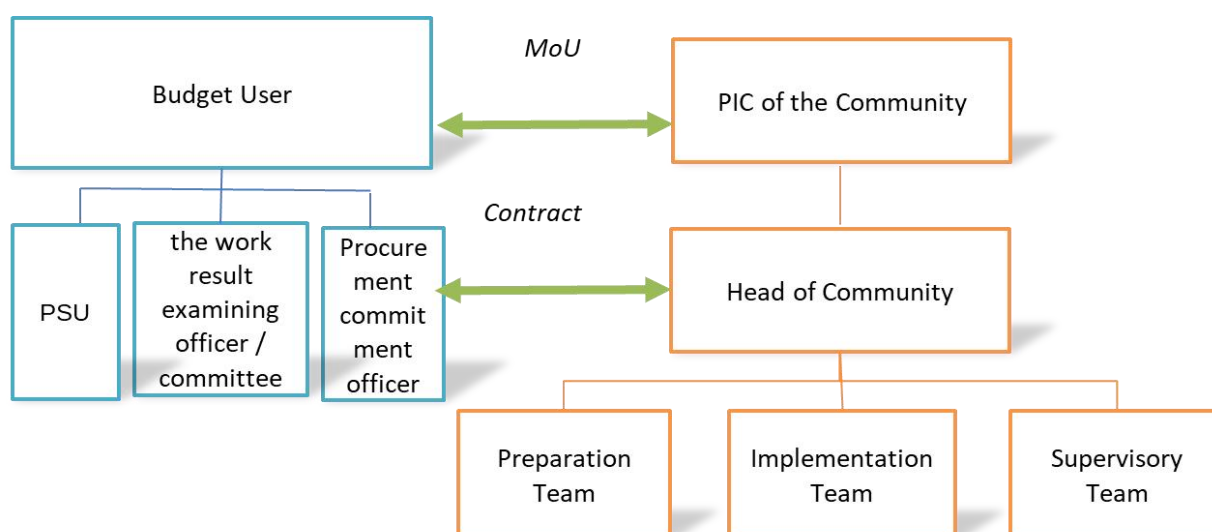 MoU
Budget User
PIC of the Community
Contract
PSU
the work
result
examining
officer /
committee
Procure
ment
commit
ment
officer
Head of Community
Preparation
Team
Implementation
Team
Supervisory
Team